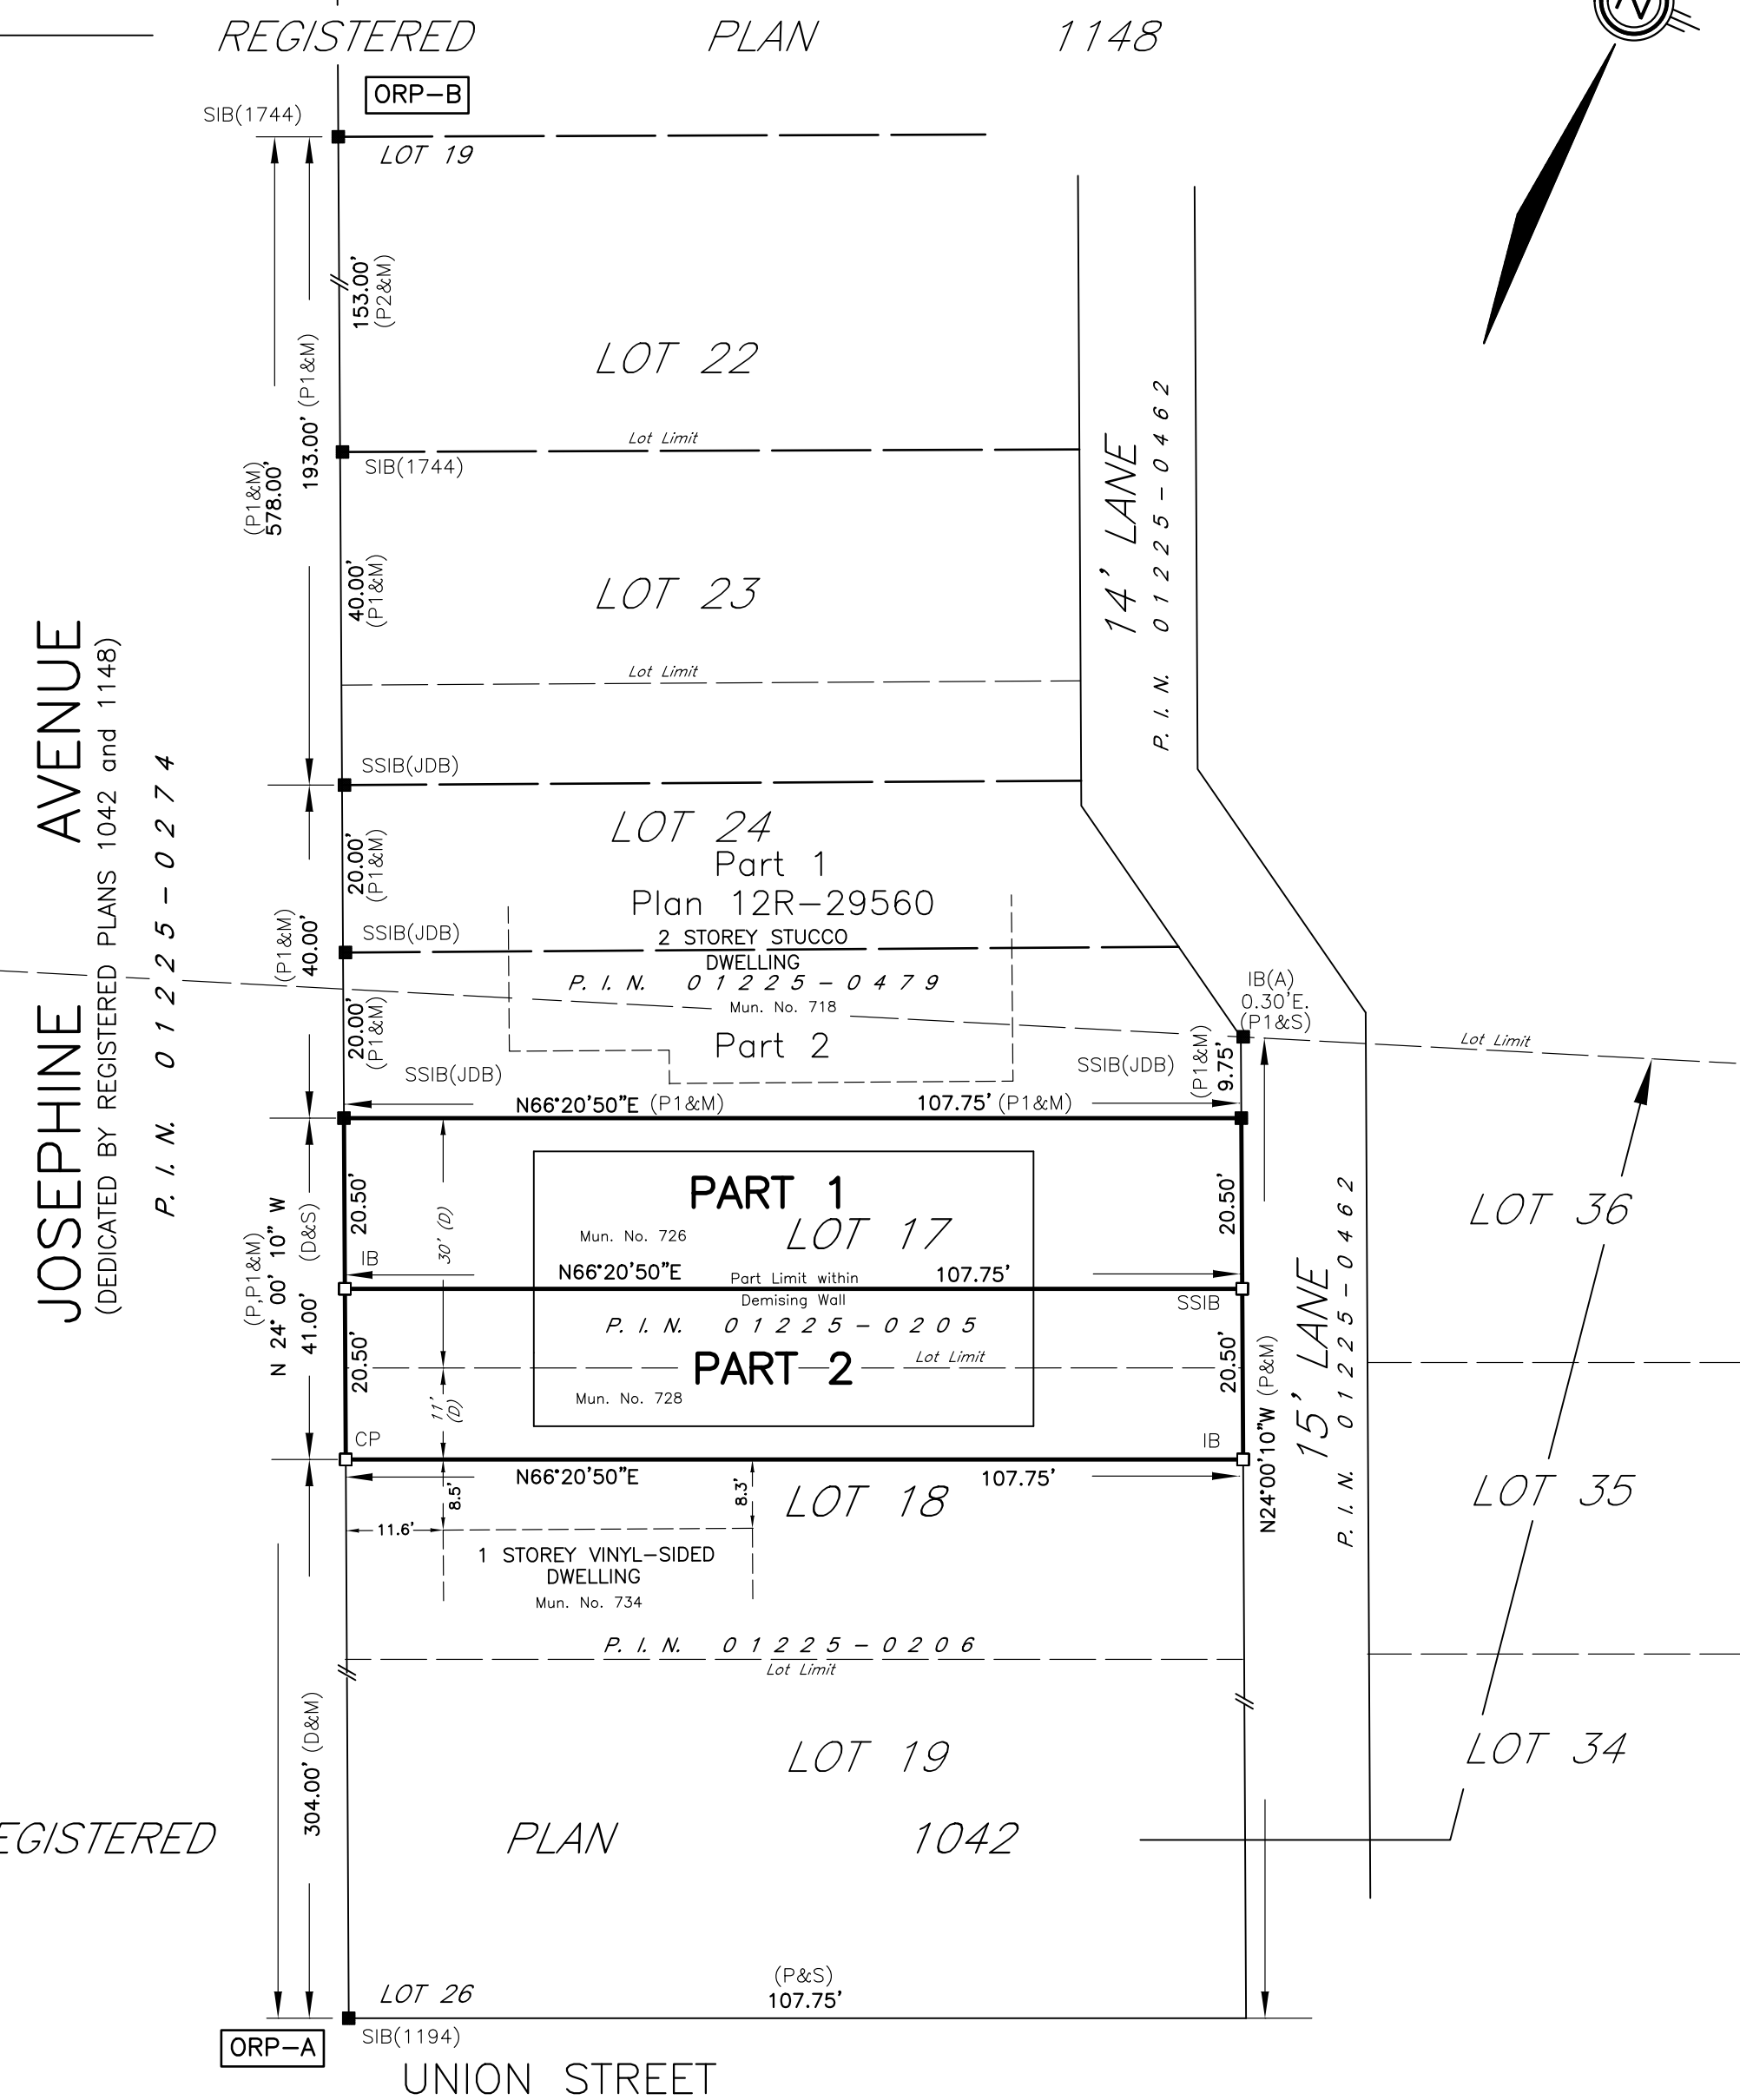 REGISTERED PLAN 1148
ORP-B
SIB(1744)
LOT 19
153.00'
(P2&M)
193.00' (P1&M)
(P1&M)
578.00'
LOT 22
Lot Limit
SIB(1744)
40.00'
(P1&M)
LOT 23
Lot Limit
14' LANE
P. I. N. 01225-0462
JOSEPHINE AVENUE
(DEDICATED BY REGISTERED PLANS 1042 and 1148)
P. I. N. 01225-0274
SSIB(JDB)
LOT 24
Part 1
Plan 12R-29560
20.00'
(P1&M)
(P1&M)
40.00'
SSIB(JDB)
2 STOREY STUCCO
DWELLING
P. I. N. 01225-0479
Mun. No. 718
Part 2
20.00'
(P1&M)
SSIB(JDB)
SSIB(JDB)
IB(A)
0.30'E.
(P1&S)
(P1&M)
9.75'
Lot Limit
N66°20'50"E (P1&M) 107.75' (P1&M)
PART 1
LOT 17
Mun. No. 726
20.50'
30' (D)
20.50'
IB
N66°20'50"E Part Limit within 107.75'
Demising Wall
SSIB
P. I. N. 01225-0205
PART 2
Lot Limit
Mun. No. 728
20.50'
11'
(D)
20.50'
(P,P1&M)
N 24° 00' 10" W
41.00' (D&S)
CP
IB
N66°20'50"E 107.75'
N24°00'10"W (P&M)
15' LANE
P. I. N. 01225-0462
LOT 36
LOT 35
LOT 34
8.5'
8.3'
LOT 18
11.6'
1 STOREY VINYL-SIDED
DWELLING
Mun. No. 734
P. I. N. 01225-0206
Lot Limit
304.00' (D&M)
LOT 19
EGISTERED PLAN 1042
LOT 26
(P&S)
107.75'
ORP-A
SIB(1194)
UNION STREET